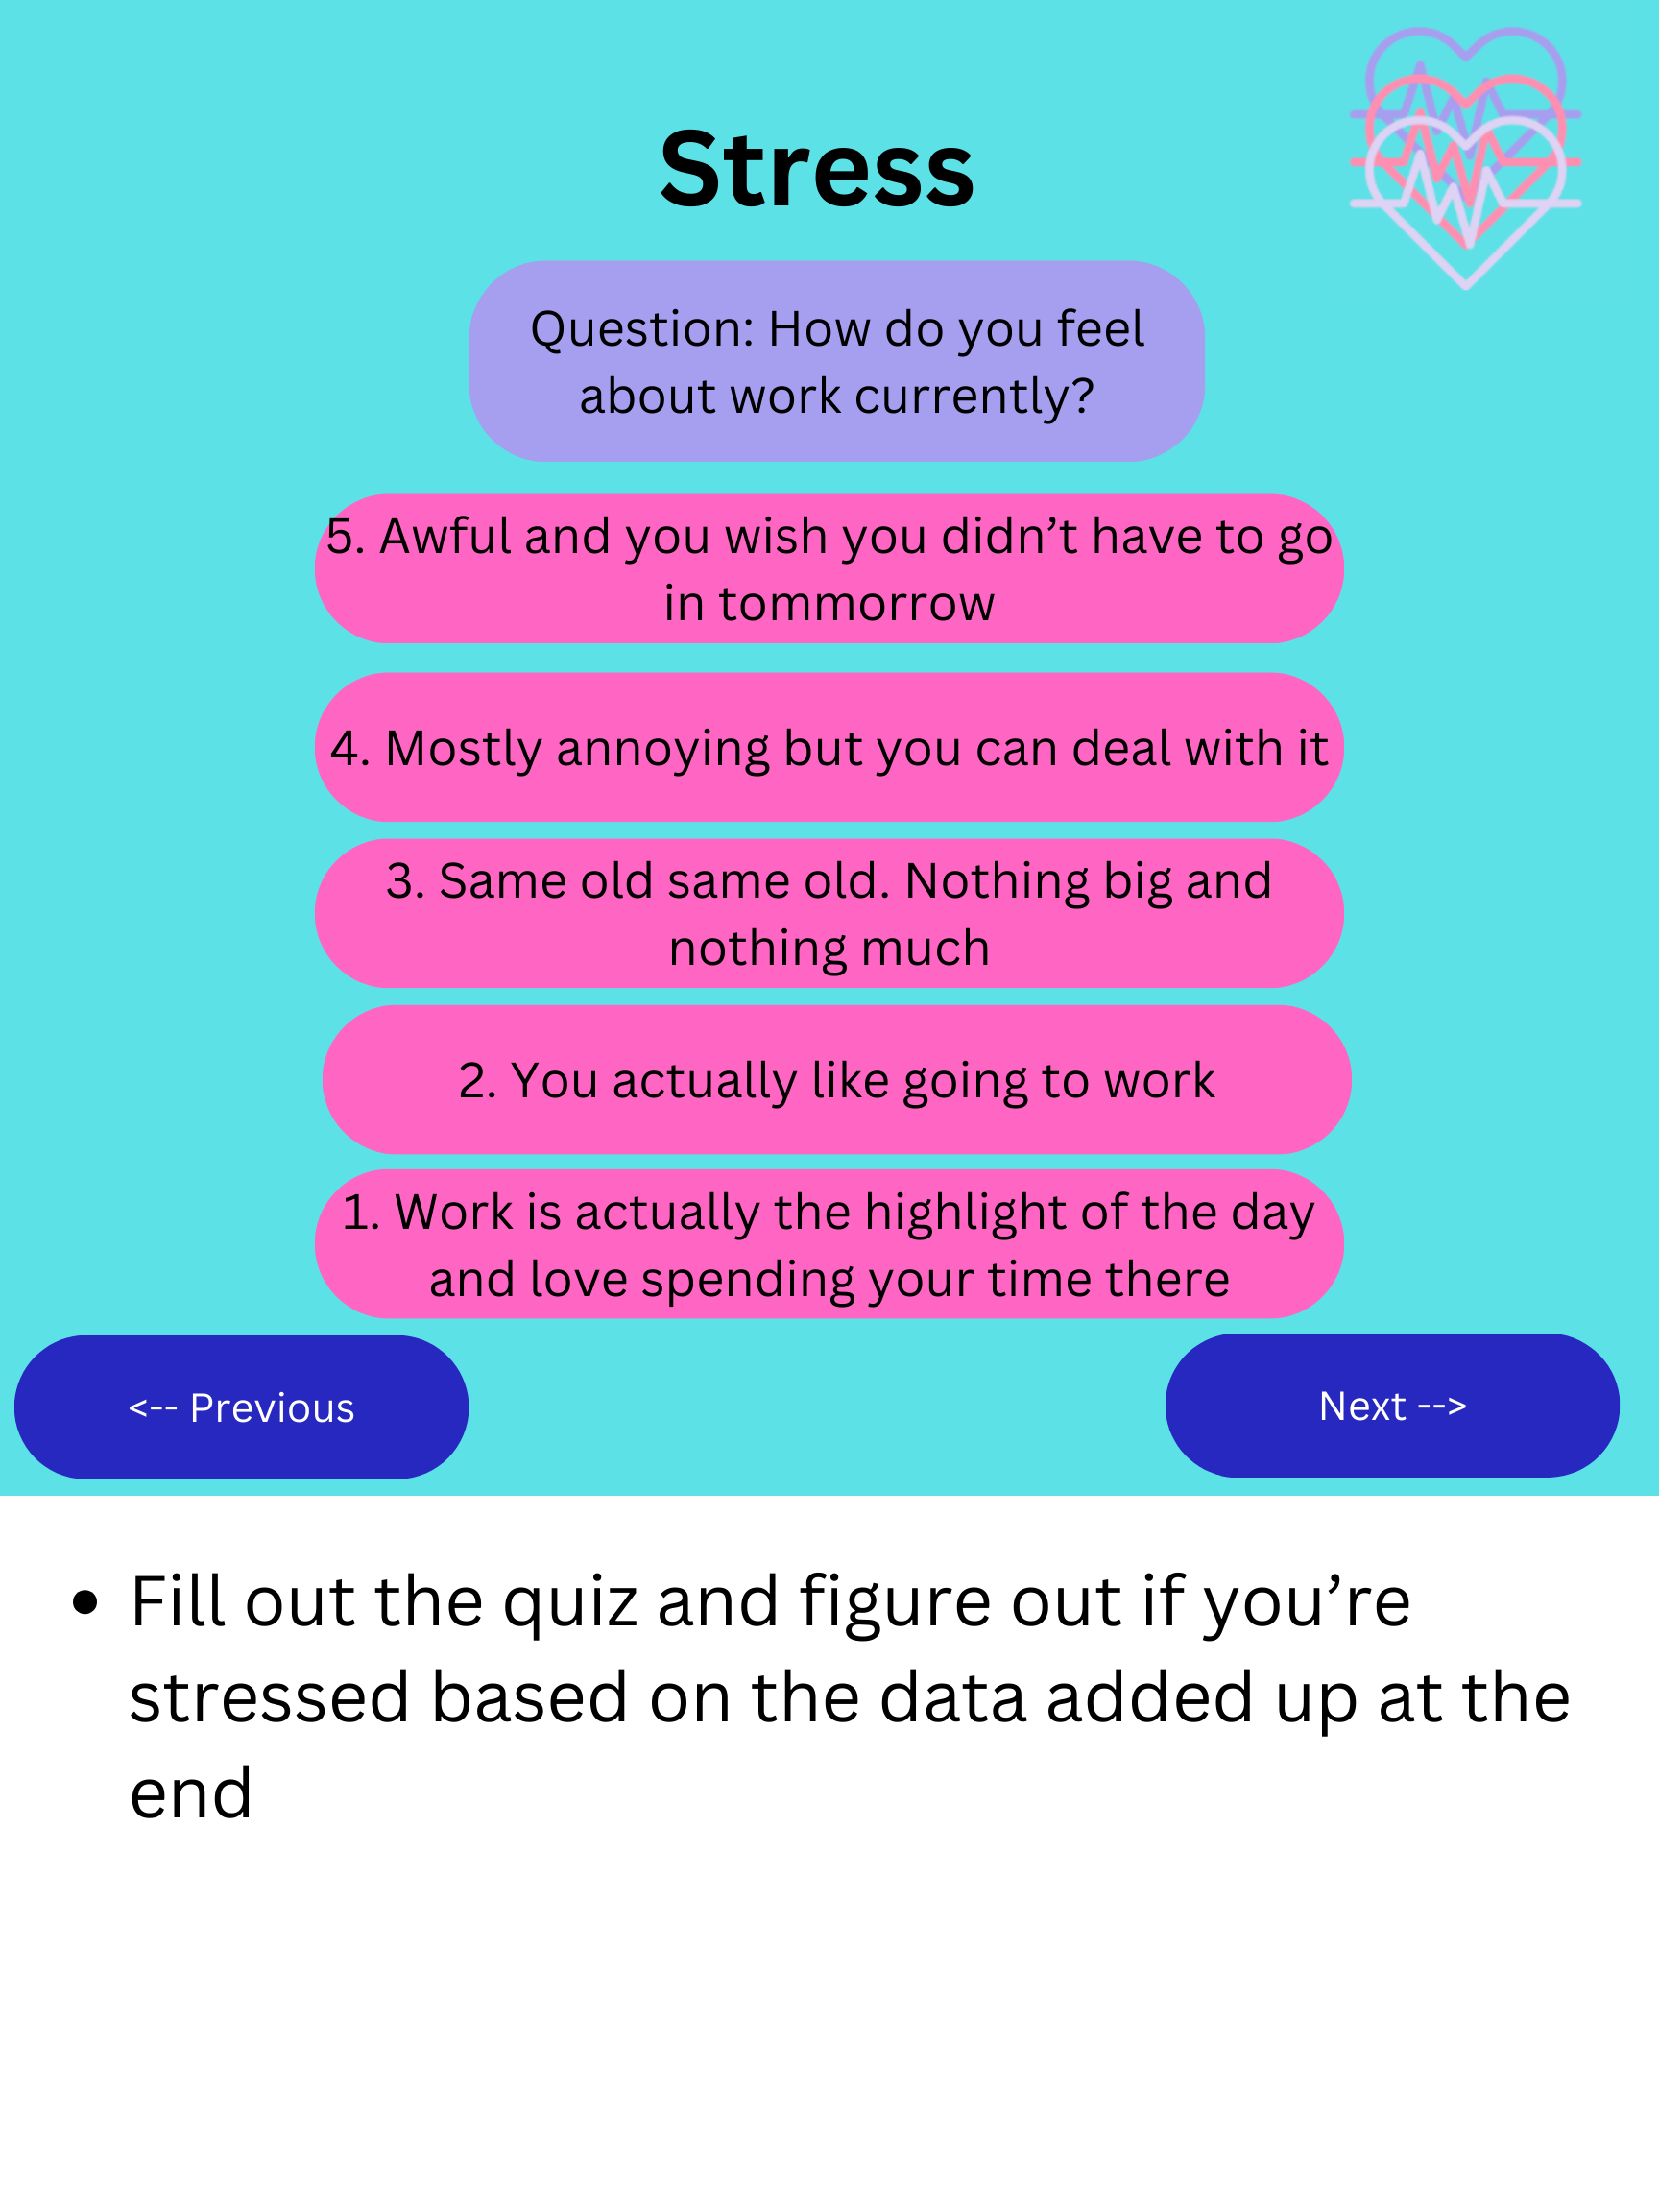 Stress
Question: How do you feel
about work currently?
5. Awful and you wish you didn’t have to go
in tommorrow
4. Mostly annoying but you can deal with it
3. Same old same old. Nothing big and
nothing much
2. You actually like going to work
1. Work is actually the highlight of the day
and love spending your time there
<-- Previous
Next -->
• Fill out the quiz and figure out if you’re
stressed based on the data added up at the
end